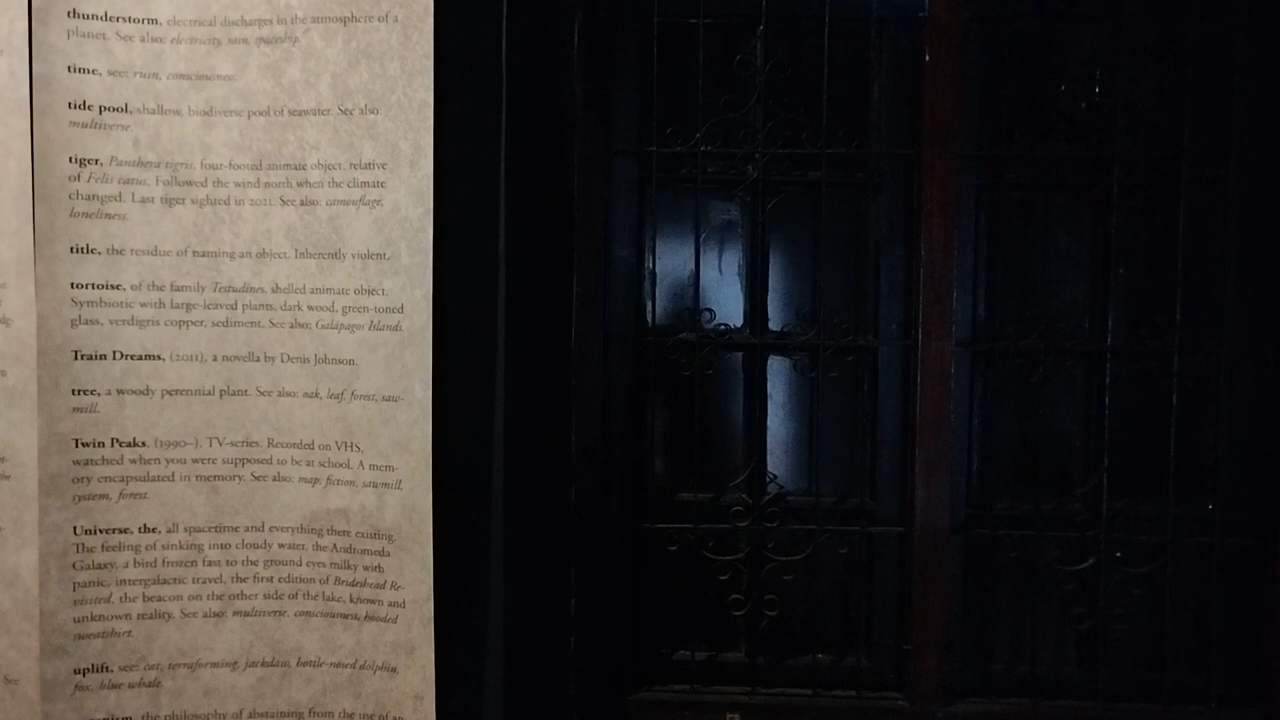 thunderstorm, electrical discharges in the atmosphere of a
planet. See also: electricity, rain, spaceship.
time, see: ruin, consciousness.
tide pool, shallow, biodiverse pool of seawater. See also:
multiverse.
tiger, Panthera tigris, four-footed animate object, relative
of Felis catus. Followed the wind north when the climate
changed. Last tiger sighted in 2021. See also: camouflage,
loneliness.
title, the residue of naming an object. Inherently violent.
tortoise, of the family Testudines, shelled animate object.
Symbiotic with large-leaved plants, dark wood, green-toned
glass, verdigris copper, sediment. See also: Galápagos Islands.
Train Dreams, (2011), a novella by Denis Johnson.
tree, a woody perennial plant. See also: oak, leaf, forest, saw-
mill.
Twin Peaks, (1990–), TV-series. Recorded on VHS,
watched when you were supposed to be at school. A mem-
ory encapsulated in memory. See also: map, fiction, sawmill,
system, forest.
Universe, the, all spacetime and everything there existing.
The feeling of sinking into cloudy water, the Andromeda
Galaxy, a bird frozen fast to the ground eyes milky with
panic, intergalactic travel, the first edition of Brideshead Re-
visited, the beacon on the other side of the lake, known and
unknown reality. See also: multiverse, consciousness, hooded
sweatshirt.
uplift, see: cat, terraforming, jackdaw, bottle-nosed dolphin,
fox, blue whale.
the philosophy of abstaining from the use of an
See